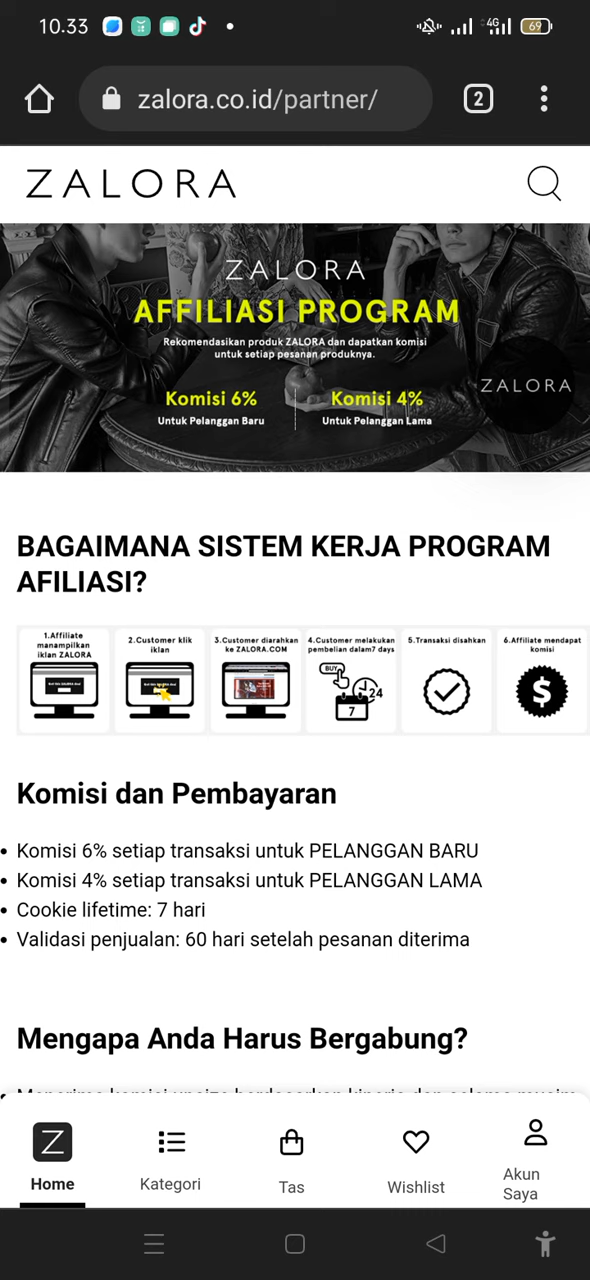 10.33
4G
69
zalora.co.id/partner/
2
ZALORA
ZALORA
AFFILIASI PROGRAM
Rekomendasikan produk ZALORA dan dapatkan komisi
untuk setiap pesanan produknya.
Komisi 6%
Untuk Pelanggan Baru
Komisi 4%
Untuk Pelanggan Lama
ZALORA
BAGAIMANA SISTEM KERJA PROGRAM
AFILIASI?
1.Affiliate
manampilkan
iklan ZALORA
2.Customer klik
iklan
3.Customer diarahkan
ke ZALORA.COM
4.Customer melakukan
pembelian dalam7 days
BUY
24
7
5.Transaksi disahkan
6.Affiliate mendapat
komisi
$
Komisi dan Pembayaran
• Komisi 6% setiap transaksi untuk PELANGGAN BARU
• Komisi 4% setiap transaksi untuk PELANGGAN LAMA
• Cookie lifetime: 7 hari
• Validasi penjualan: 60 hari setelah pesanan diterima
Mengapa Anda Harus Bergabung?
Z
Home
Kategori
Tas
Wishlist
Akun
Saya